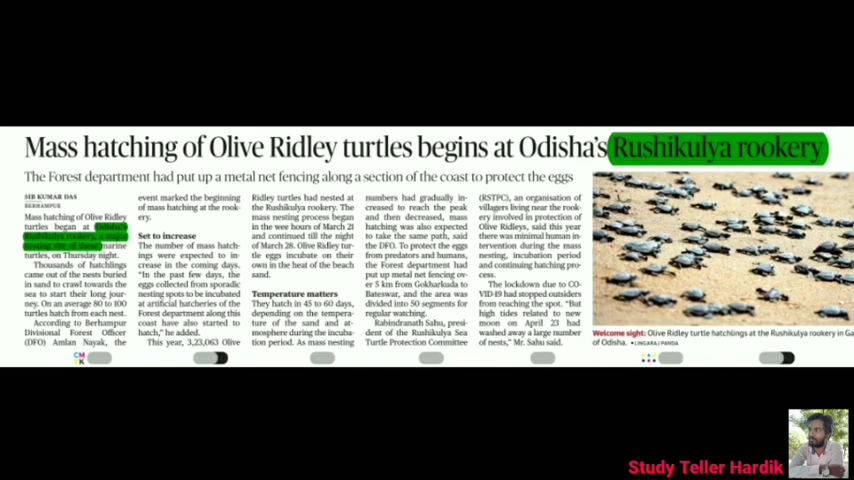 Mass hatching of Olive Ridley turtles begins at Odisha's Rushikulya rookery
The Forest department had put up a metal net fencing along a section of the coast to protect the eggs
SIB KUMAR DAS
BERHAMPUR
Mass hatching of Olive Ridley
turtles began at Odisha's
Rushikulya rookery, a major
nesting site of these marine
turtles, on Thursday night.
Thousands of hatchlings
came out of the nests buried
in sand to crawl towards the
sea to start their long jour-
ney. On an average 80 to 100
turtles hatch from each nest.
According to Berhampur
Divisional Forest Officer
(DFO) Amlan Nayak, the
event marked the beginning
of mass hatching at the rook-
ery.
Set to increase
The number of mass hatch-
ings were expected to in-
crease in the coming days.
"In the past few days, the
eggs collected from sporadic
nesting spots to be incubated
at artificial hatcheries of the
Forest department along this
coast have also started to
hatch," he added.
This year, 3,23,063 Olive
Ridley turtles had nested at
the Rushikulya rookery. The
mass nesting process began
in the wee hours of March 21
and continued till the night
of March 28. Olive Ridley tur-
tle eggs incubate on their
own in the heat of the beach
sand.
Temperature matters
They hatch in 45 to 60 days,
depending on the tempera-
ture of the sand and at-
mosphere during the incuba-
tion period. As mass nesting
numbers had gradually in-
creased to reach the peak
and then decreased, mass
hatching was also expected
to take the same path, said
the DFO. To protect the eggs
from predators and humans,
the Forest department had
put up metal net fencing ov-
er 5 km from Gokharkuda to
Bateswar, and the area was
divided into 50 segments for
regular watching.
Rabindranath Sahu, presi-
dent of the Rushikulya Sea
Turtle Protection Committee
(RSTPC), an organisation of
villagers living near the rook-
ery involved in protection of
Olive Ridleys, said this year
there was minimal human in-
tervention during the mass
nesting, incubation period
and continuing hatching pro-
cess.
The lockdown due to CO-
VID-19 had stopped outsiders
from reaching the spot. "But
high tides related to new
moon on April 23 had
washed away a large number
of nests," Mr. Sahu said.
Welcome sight: Olive Ridley turtle hatchlings at the Rushikulya rookery in Ga
of Odisha. • LINGARAJ PANDA
CM
YK
Study Teller Hardik